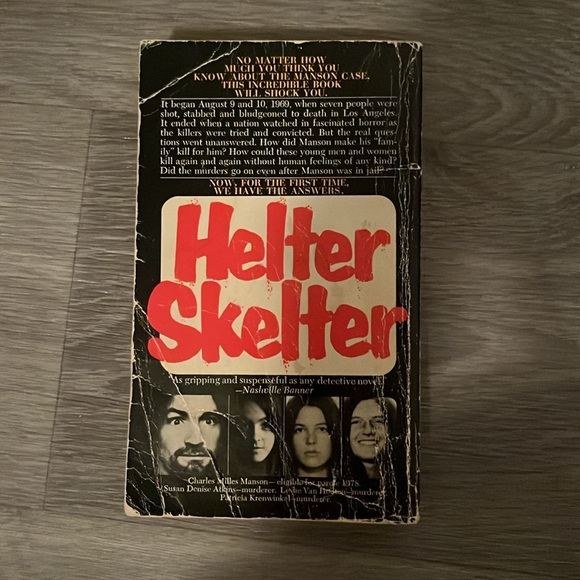 NO MATTER HOW
MUCH YOU THINK YOU
KNOW ABOUT THE MANSON CASE,
THIS INCREDIBLE BOOK
WILL SHOCK YOU.
It began August 9 and 10, 1969, when seven people were
shot, stabbed and bludgeoned to death in Los Angeles.
It ended when a nation watched in fascinated horror as
the killers were tried and convicted. But the real ques-
tions went unanswered. How did Manson make his "fam-
ily" kill for him? How could these young men and women
kill again and again without human feelings of any kind?
Did the murders go on even after Manson was in jail?
NOW, FOR THE FIRST TIME,
WE HAVE THE ANSWERS.
Helter
Skelter
"As gripping and suspenseful as any detective novel."
—Nashville Banner
Charles Milles Manson—eligible for parole 1978.
Susan Denise Atkins—murderer. Leslie Van Houten—murderer.
Patricia Krenwinkel—murderer.